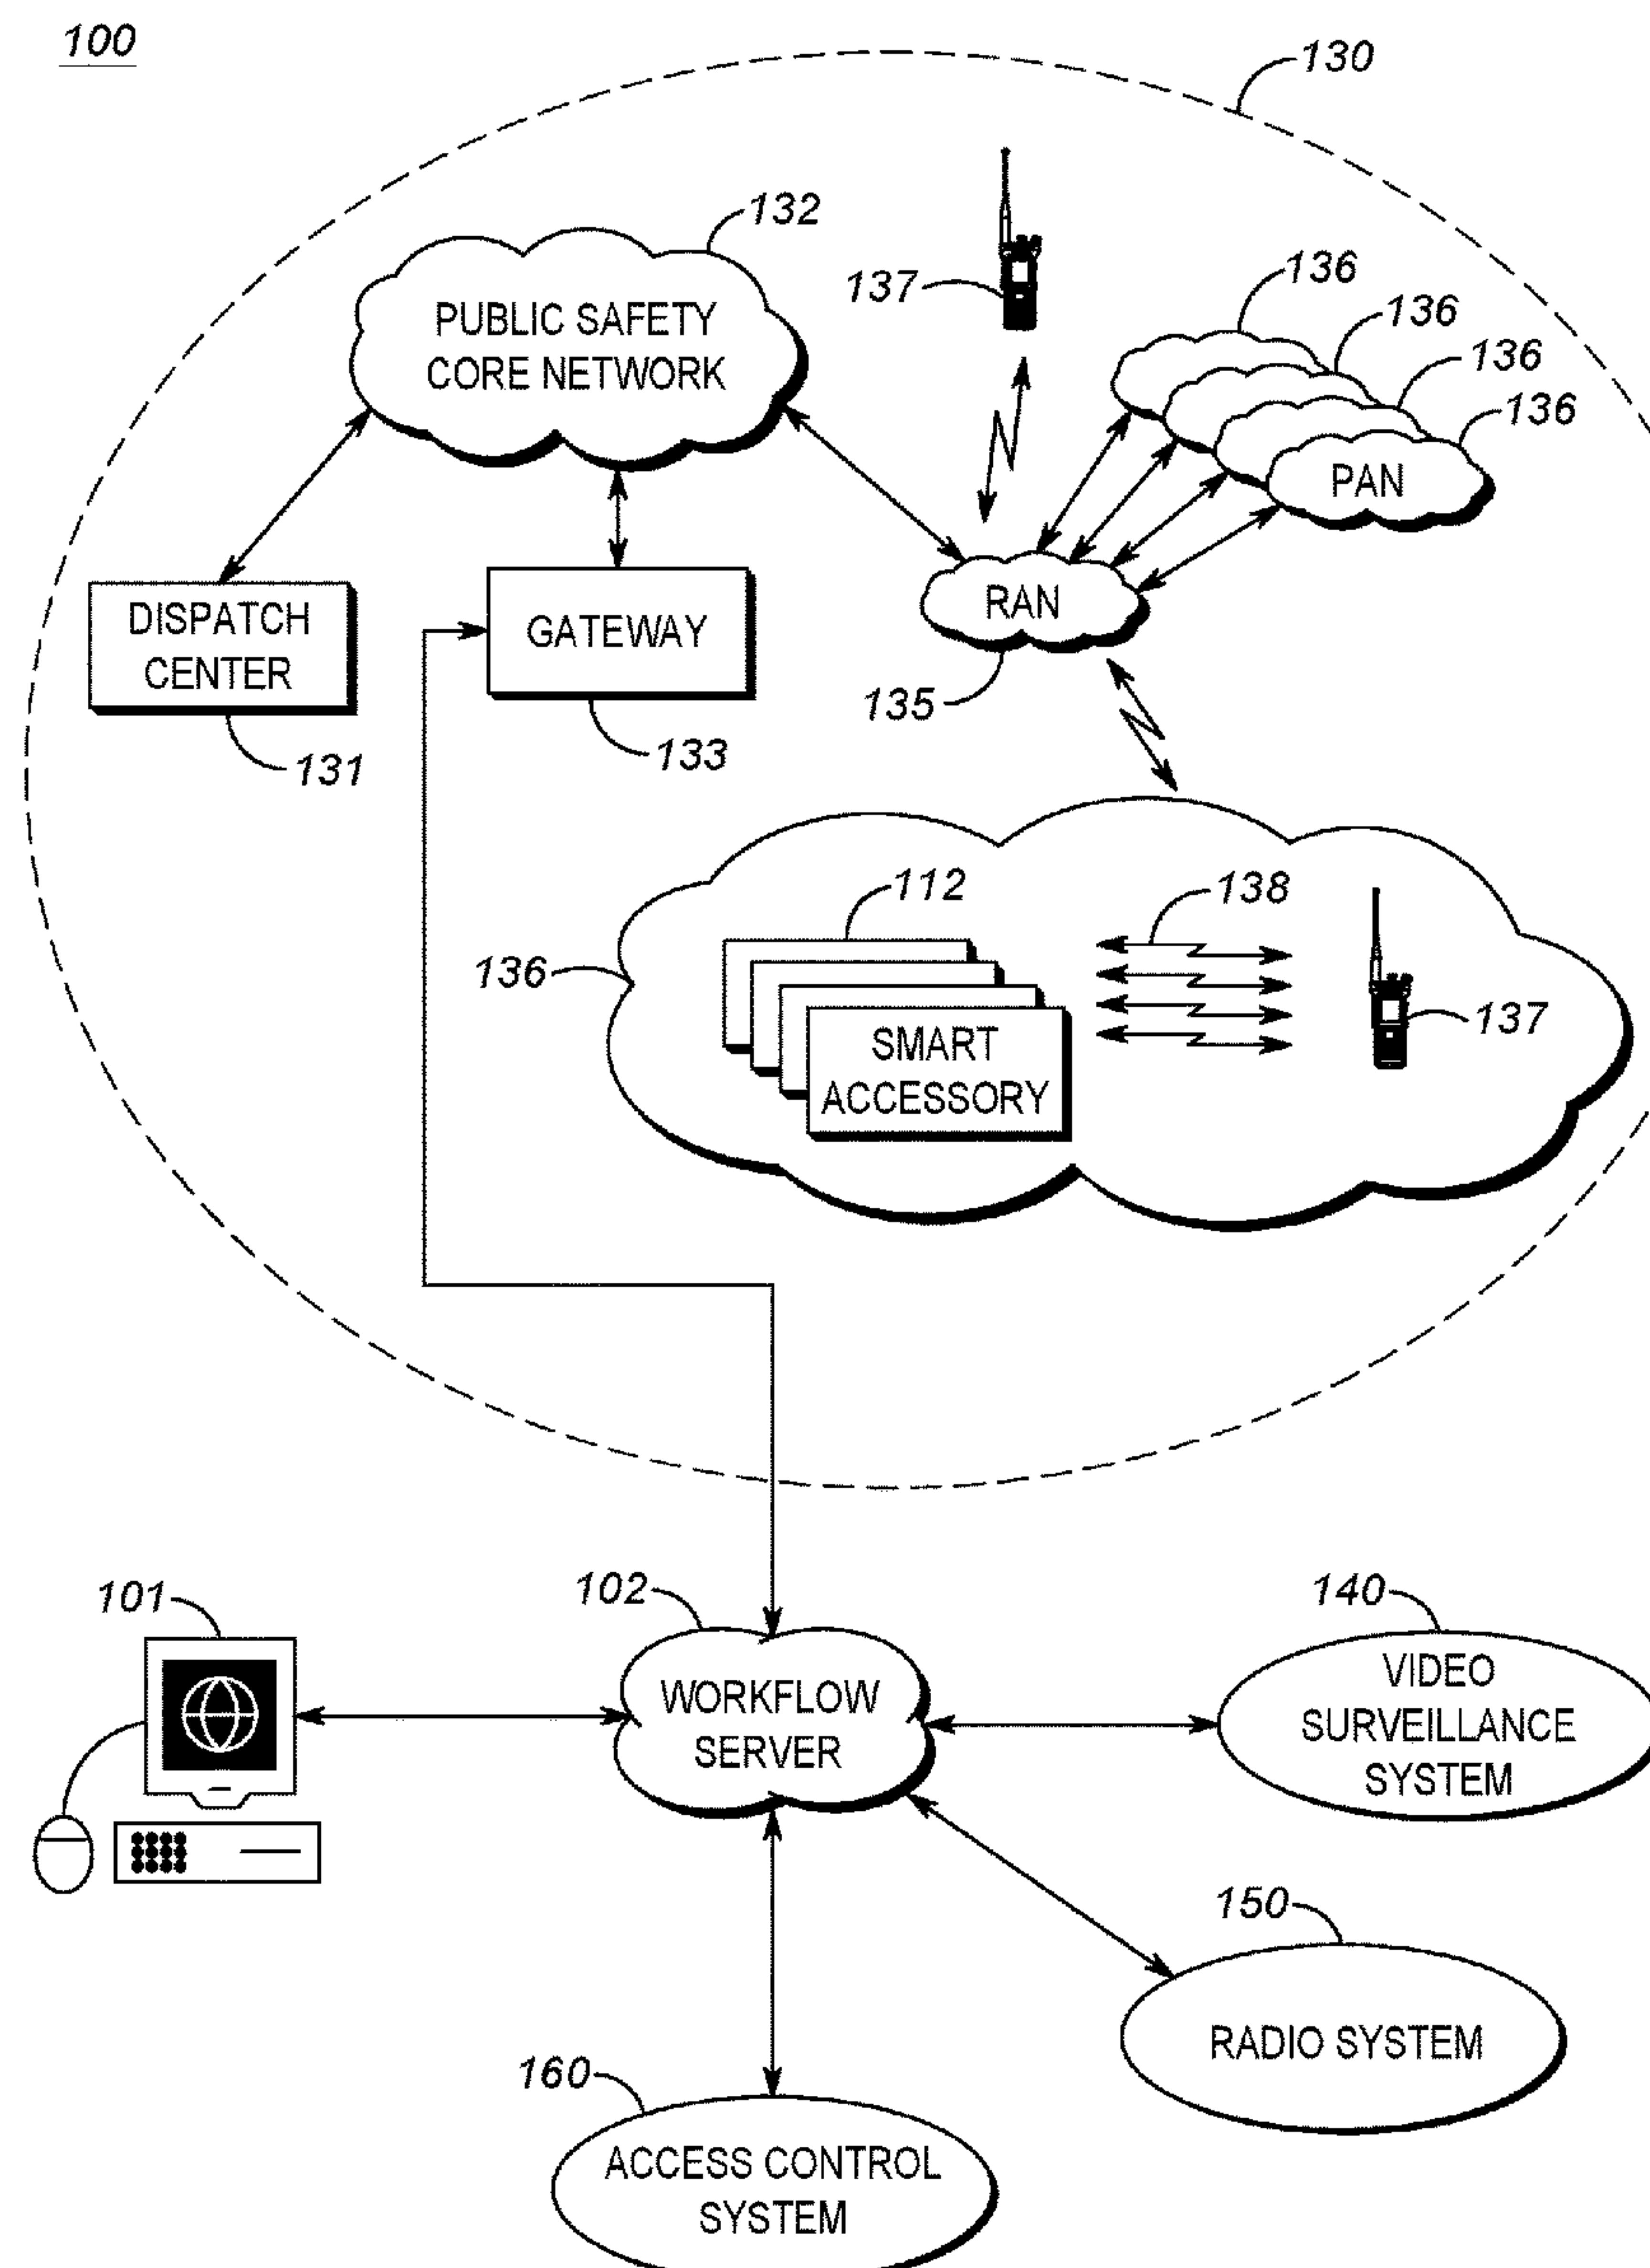 100
130
132
PUBLIC SAFETY
CORE NETWORK
137
136
136
136
136
PAN
DISPATCH
CENTER
GATEWAY
RAN
135
131
133
112
138
136
SMART
ACCESSORY
137
101
102
140
WORKFLOW
SERVER
VIDEO
SURVEILLANCE
SYSTEM
150
RADIO SYSTEM
160
ACCESS CONTROL
SYSTEM